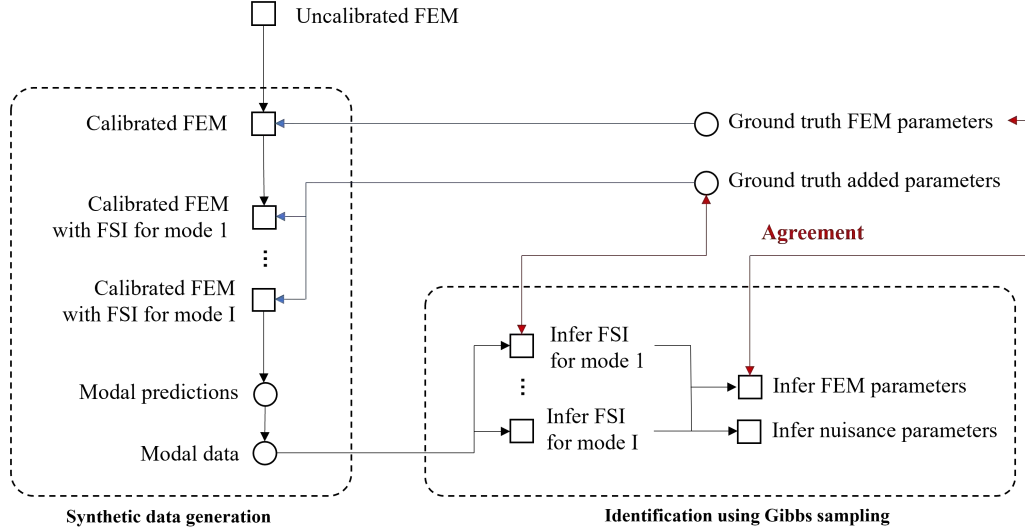 Uncalibrated FEM
Calibrated FEM
Ground truth FEM parameters
Ground truth added parameters
Calibrated FEM
with FSI for mode 1
Agreement
Calibrated FEM
with FSI for mode I
Infer FSI
for mode 1
Modal predictions
Infer FEM parameters
Infer FSI
for mode I
Infer nuisance parameters
Modal data
Synthetic data generation
Identification using Gibbs sampling